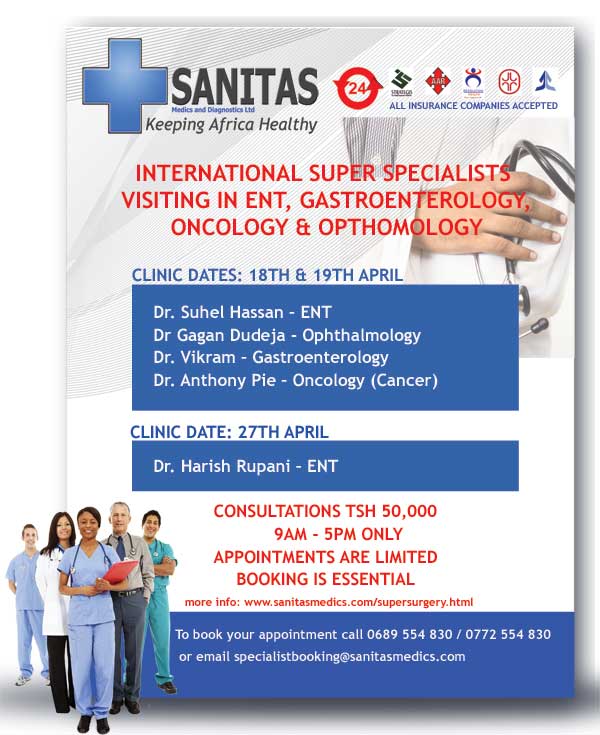 SANITAS
Medics and Diagnostics Ltd
Keeping Africa Healthy
24
STRATEGIS
AAR
ALL INSURANCE COMPANIES ACCEPTED
INTERNATIONAL SUPER SPECIALISTS
VISITING IN ENT, GASTROENTEROLOGY,
ONCOLOGY & OPTHOMOLOGY
CLINIC DATES: 18TH & 19TH APRIL
Dr. Suhel Hassan – ENT
Dr Gagan Dudeja - Ophthalmology
Dr. Vikram – Gastroenterology
Dr. Anthony Pie – Oncology (Cancer)
CLINIC DATE: 27TH APRIL
Dr. Harish Rupani – ENT
CONSULTATIONS TSH 50,000
9AM - 5PM ONLY
APPOINTMENTS ARE LIMITED
BOOKING IS ESSENTIAL
more info: www.sanitasmedics.com/supersurgery.html
To book your appointment call 0689 554 830 / 0772 554 830
or email specialistbooking@sanitasmedics.com